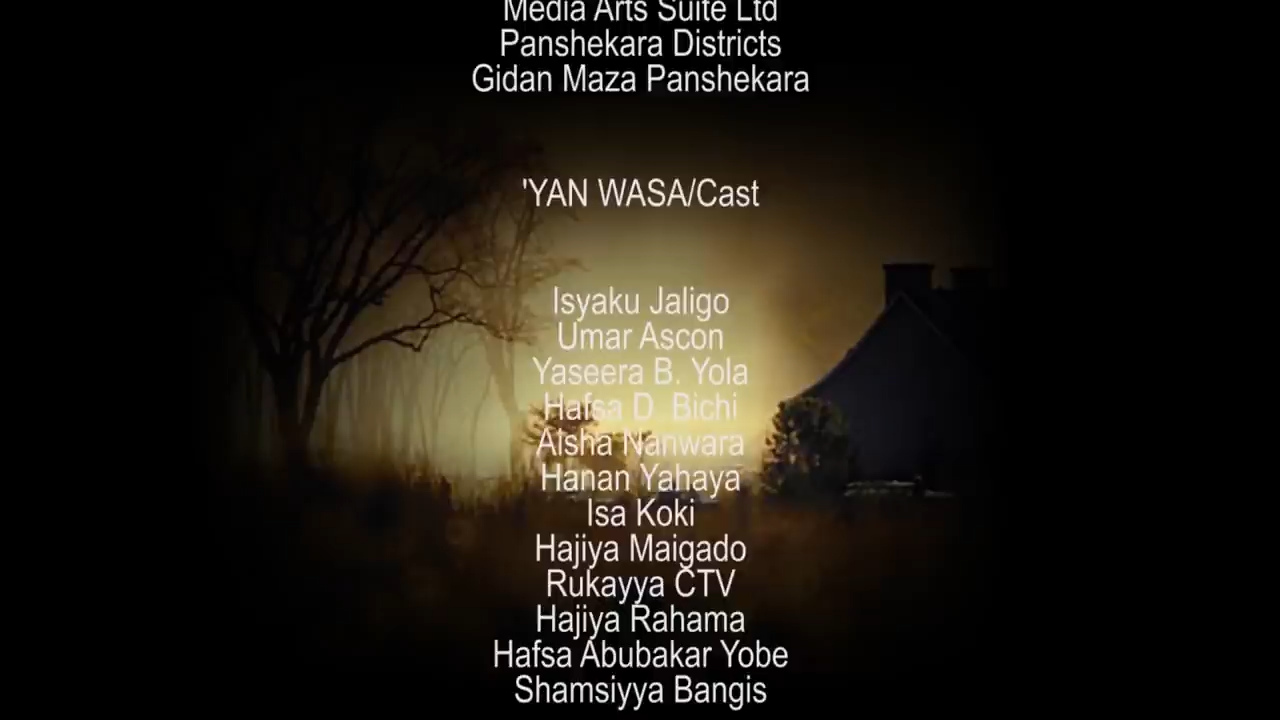 Media Arts Suite Ltd
Panshekara Districts
Gidan Maza Panshekara
'YAN WASA/Cast
Isyaku Jaligo
Umar Ascon
Yaseera B. Yola
Hafsa D. Bichi
Aisha Nanwara
Hanan Yahaya
Isa Koki
Hajiya Maigado
Rukayya CTV
Hajiya Rahama
Hafsa Abubakar Yobe
Shamsiyya Bangis